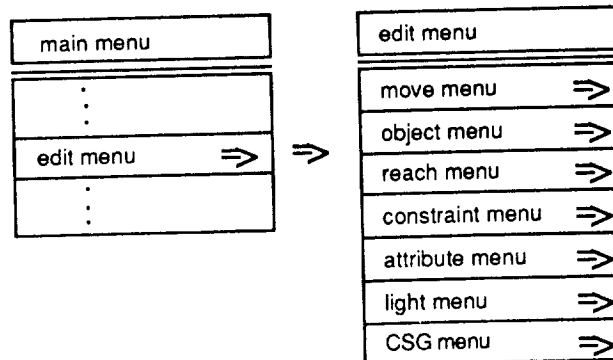 main menu
edit menu
edit menu
move menu
object menu
reach menu
constraint menu
attribute menu
light menu
CSG menu